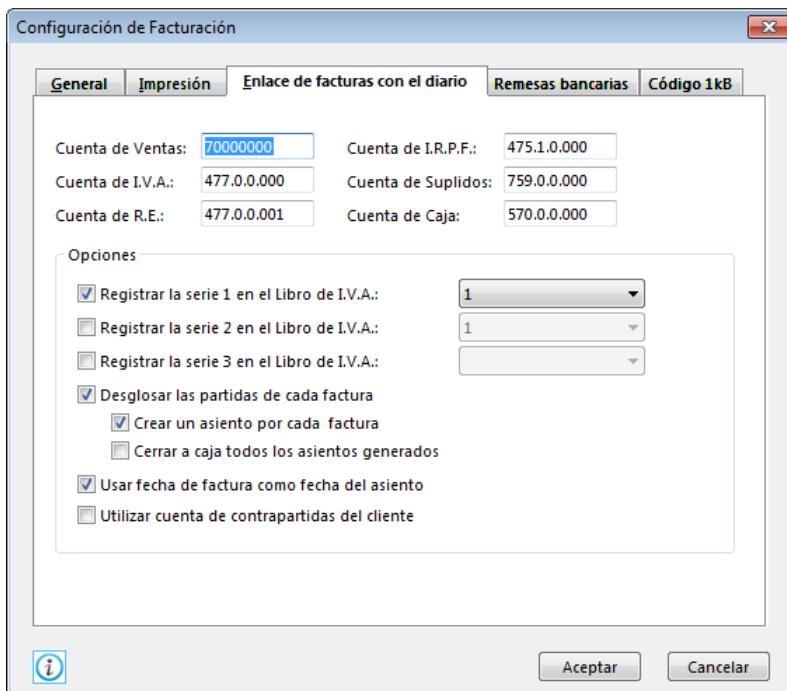 Configuración de Facturación
General Impresión Enlace de facturas con el diario Remesas bancarias Código 1kB
Cuenta de Ventas: 70000000 Cuenta de I.R.P.F.: 475.1.0.000
Cuenta de I.V.A.: 477.0.0.000 Cuenta de Suplidos: 759.0.0.000
Cuenta de R.E.: 477.0.0.001 Cuenta de Caja: 570.0.0.000
Opciones
Registrar la serie 1 en el Libro de I.V.A.: 1
Registrar la serie 2 en el Libro de I.V.A.: 1
Registrar la serie 3 en el Libro de I.V.A.:
Desglosar las partidas de cada factura
Crear un asiento por cada factura
Cerrar a caja todos los asientos generados
Usar fecha de factura como fecha del asiento
Utilizar cuenta de contrapartidas del cliente
i Aceptar Cancelar